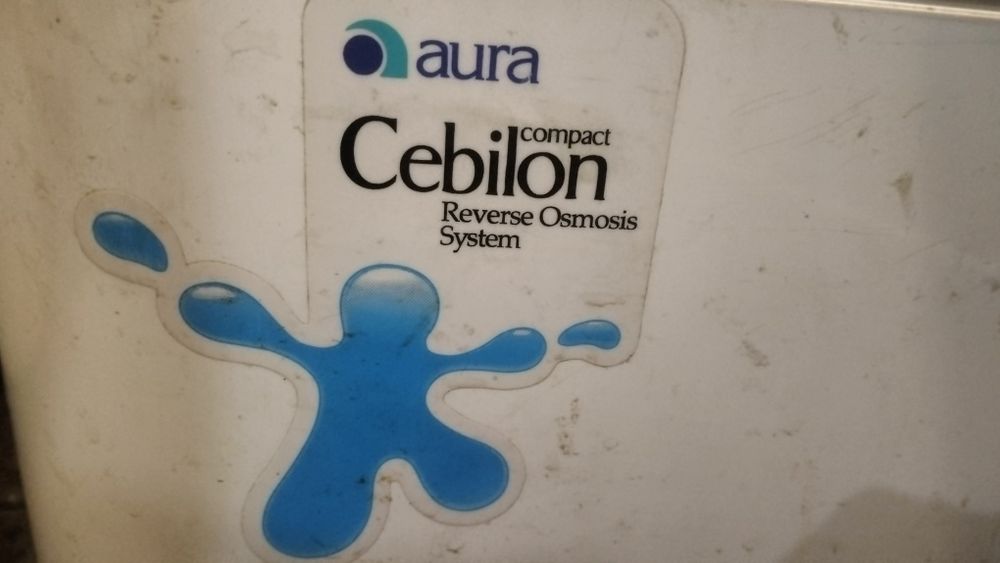 aura
compact
Cebilon
Reverse Osmosis
System